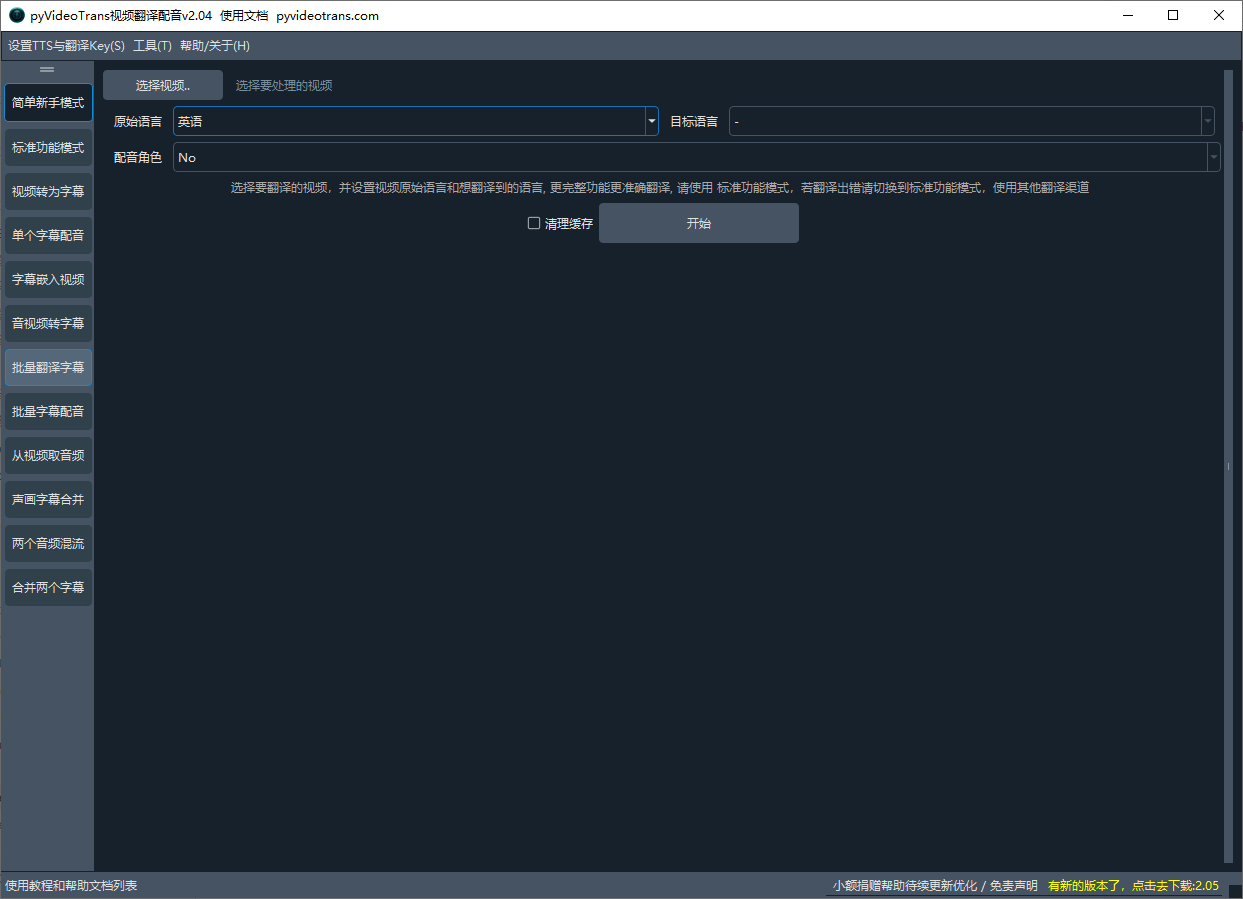 pyVideoTrans视频翻译配音v2.04 使用文档 pyvideotrans.com
设置TTS与翻译Key(S) 工具(T) 帮助/关于(H)
简单新手模式
标准功能模式
视频转为字幕
单个字幕配音
字幕嵌入视频
音视频转字幕
批量翻译字幕
批量字幕配音
从视频取音频
声画字幕合并
两个音频混流
合并两个字幕
选择视频.. 选择要处理的视频
原始语言 英语 目标语言 -
配音角色 No
选择要翻译的视频，并设置视频原始语言和想翻译到的语言, 更完整功能更准确翻译, 请使用 标准功能模式，若翻译出错请切换到标准功能模式，使用其他翻译渠道
清理缓存 开始
使用教程和帮助文档列表 小额捐赠帮助待续更新优化 / 免责声明 有新的版本了，点击去下载:2.05